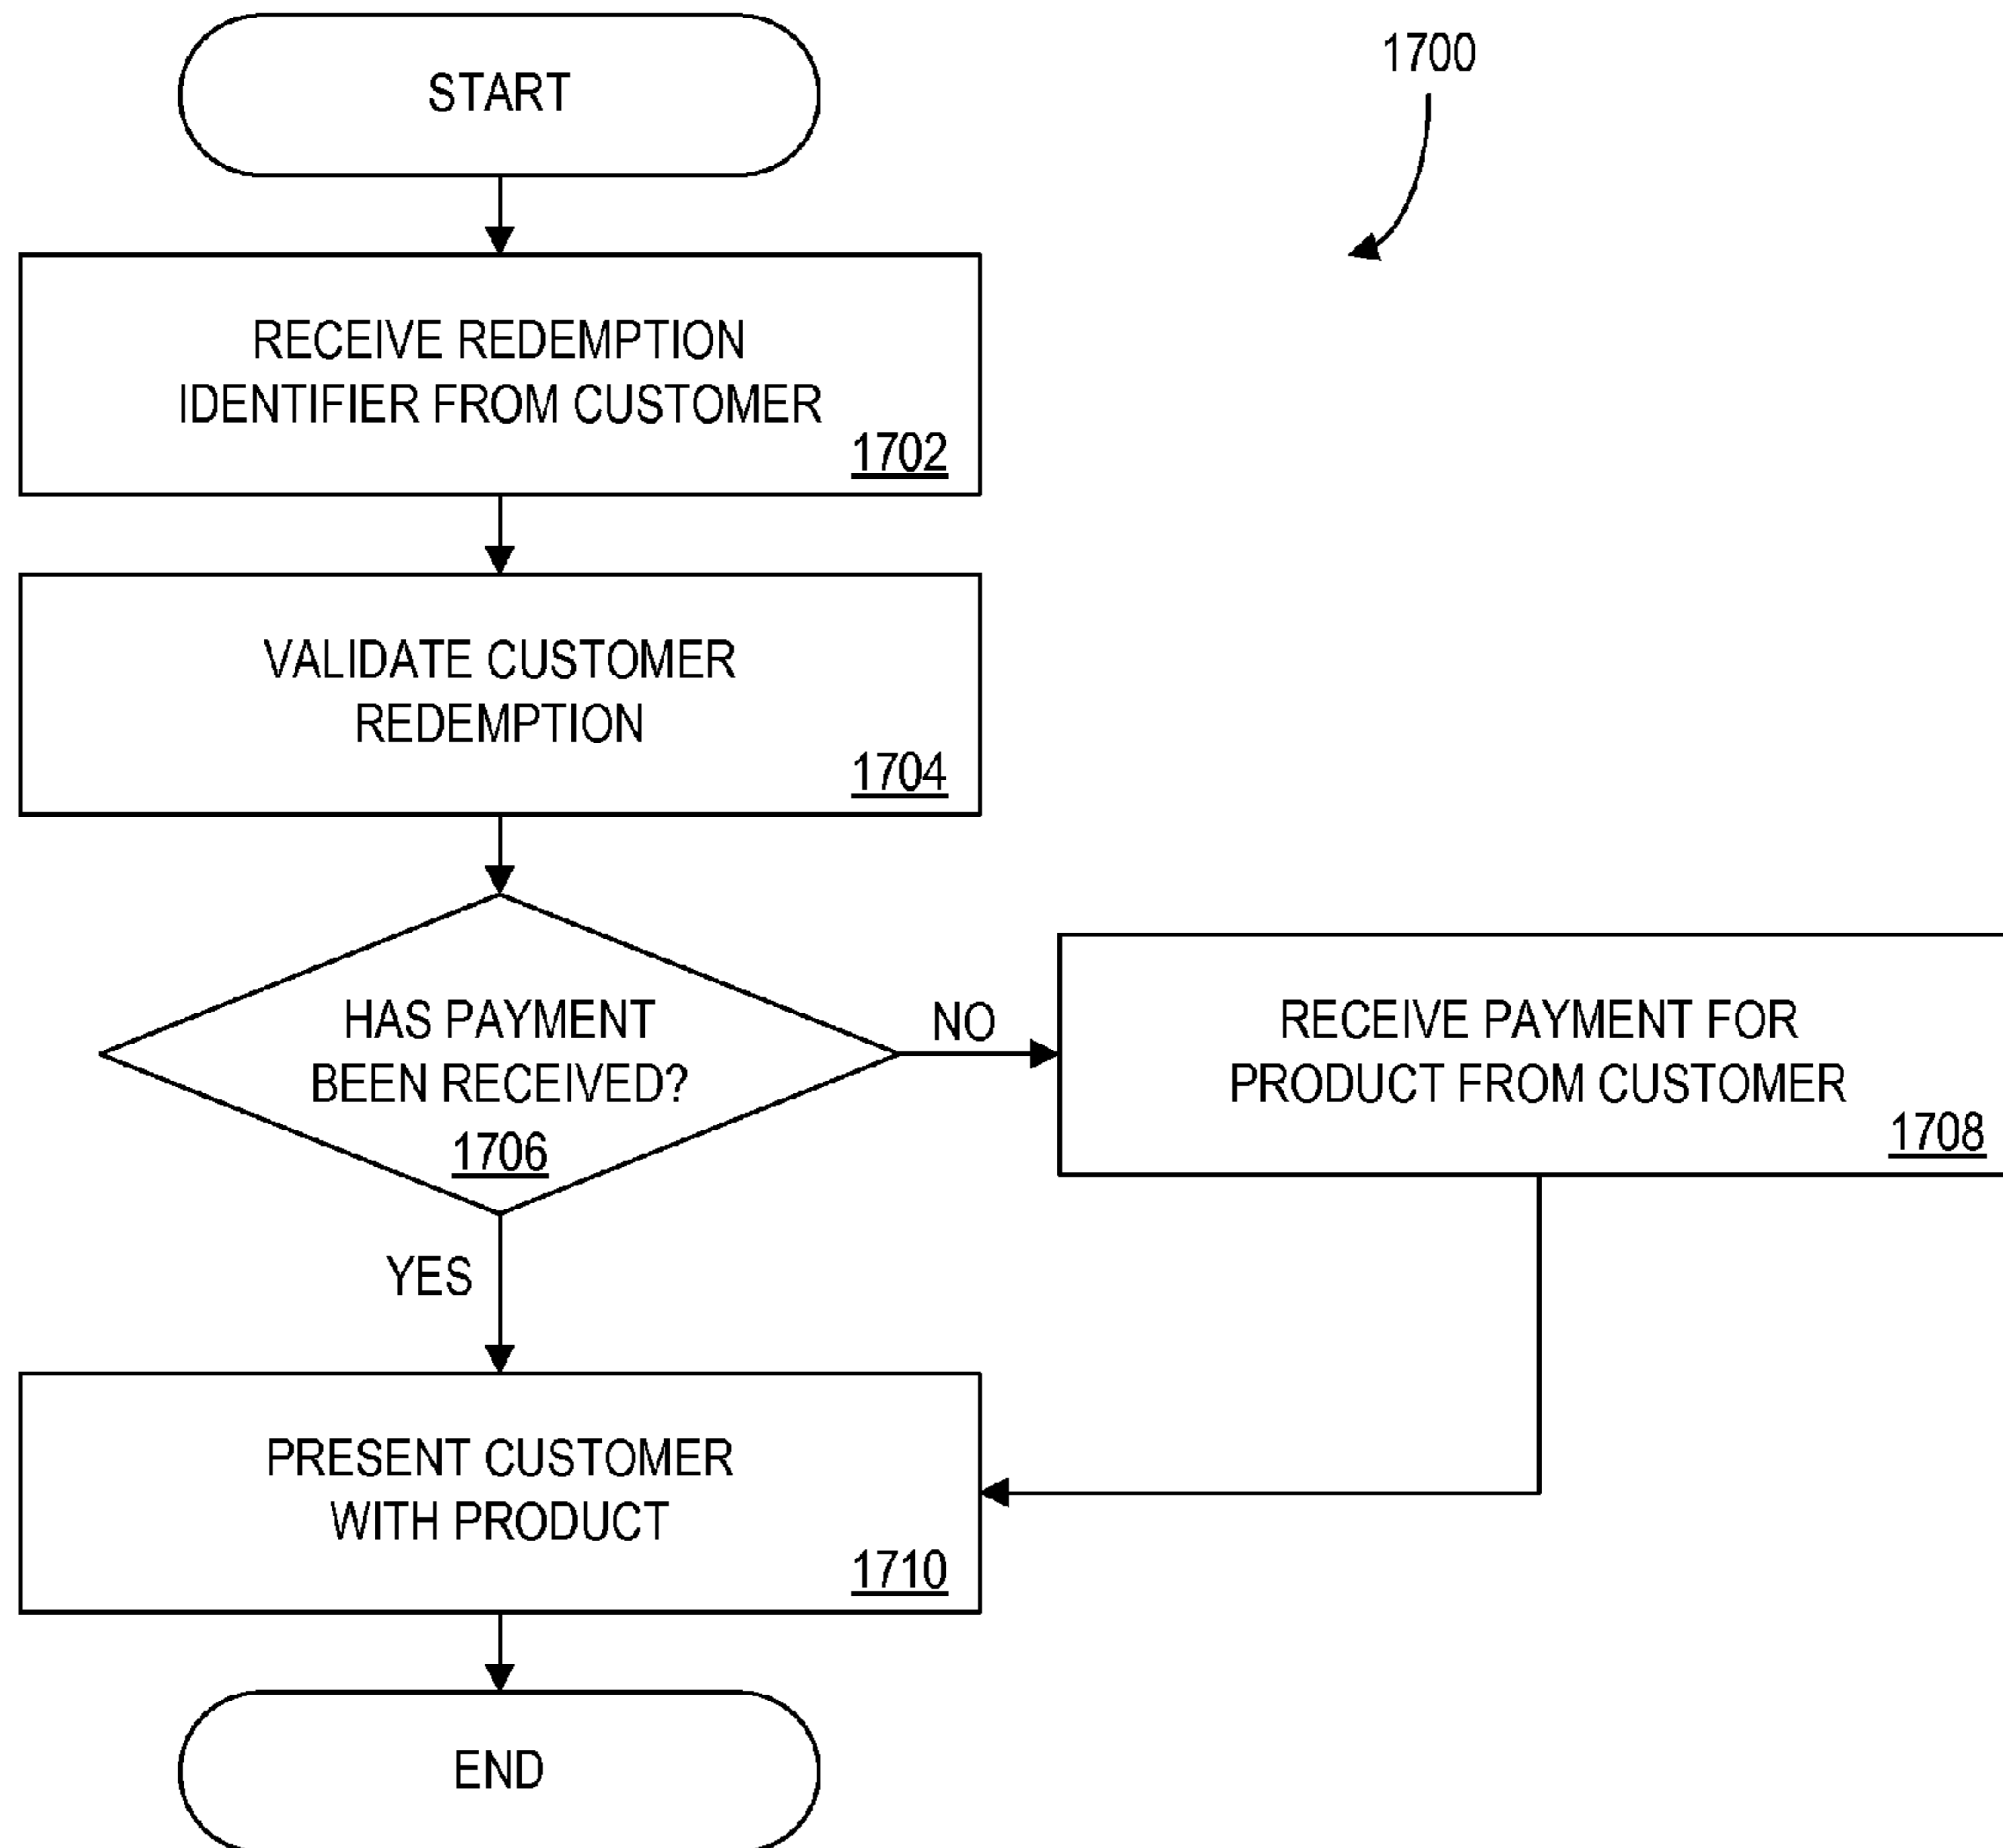 START
1700
RECEIVE REDEMPTION
IDENTIFIER FROM CUSTOMER
1702
VALIDATE CUSTOMER
REDEMPTION
1704
HAS PAYMENT
BEEN RECEIVED?
1706
NO
RECEIVE PAYMENT FOR
PRODUCT FROM CUSTOMER
1708
YES
PRESENT CUSTOMER
WITH PRODUCT
1710
END